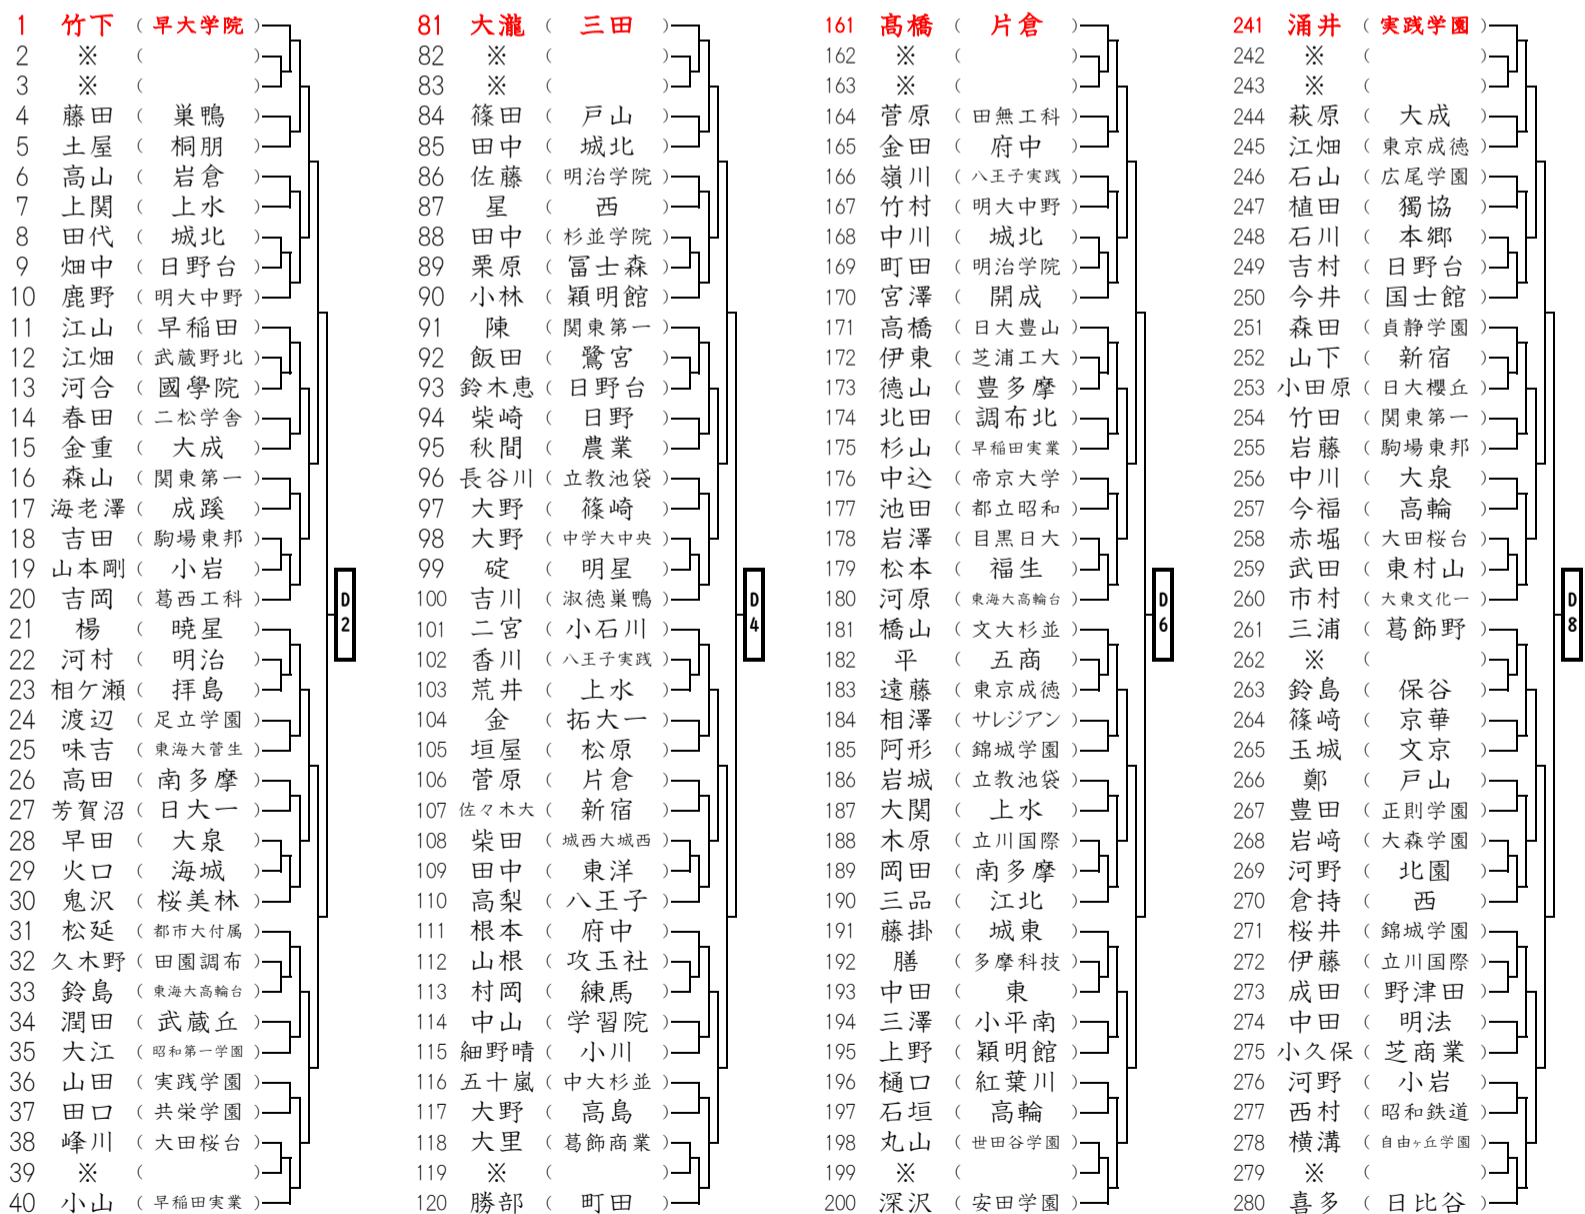 1 竹下 ( 早大学院 )
2 ※ ( )
3 ※ ( )
4 藤田 ( 巣鴨 )
5 土屋 ( 桐朋 )
6 高山 ( 岩倉 )
7 上関 ( 上水 )
8 田代 ( 城北 )
9 畑中 ( 日野台 )
10 鹿野 ( 明大中野 )
11 江山 ( 早稲田 )
12 江畑 ( 武蔵野北 )
13 河合 ( 國學院 )
14 春田 ( 二松学舎 )
15 金重 ( 大成 )
16 森山 ( 関東第一 )
17 海老澤 ( 成蹊 )
18 吉田 ( 駒場東邦 )
19 山本剛 ( 小岩 )
20 吉岡 ( 葛西工科 )
21 楊 ( 暁星 )
22 河村 ( 明治 )
23 相ケ瀬 ( 拝島 )
24 渡辺 ( 足立学園 )
25 味吉 ( 東海大菅生 )
26 高田 ( 南多摩 )
27 芳賀沼 ( 日大一 )
28 早田 ( 大泉 )
29 火口 ( 海城 )
30 鬼沢 ( 桜美林 )
31 松延 ( 都市大付属 )
32 久木野 ( 田園調布 )
33 鈴島 ( 東海大高輪台 )
34 潤田 ( 武蔵丘 )
35 大江 ( 昭和第一学園 )
36 山田 ( 実践学園 )
37 田口 ( 共栄学園 )
38 峰川 ( 大田桜台 )
39 ※ ( )
40 小山 ( 早稲田実業 )
D2
81 大瀧 ( 三田 )
82 ※ ( )
83 ※ ( )
84 篠田 ( 戸山 )
85 田中 ( 城北 )
86 佐藤 ( 明治学院 )
87 星 ( 西 )
88 田中 ( 杉並学院 )
89 栗原 ( 冨士森 )
90 小林 ( 穎明館 )
91 陳 ( 関東第一 )
92 飯田 ( 鷺宮 )
93 鈴木恵 ( 日野台 )
94 柴崎 ( 日野 )
95 秋間 ( 農業 )
96 長谷川 ( 立教池袋 )
97 大野 ( 篠崎 )
98 大野 ( 中学大中央 )
99 碇 ( 明星 )
100 吉川 ( 淑徳巣鴨 )
101 二宮 ( 小石川 )
102 香川 ( 八王子実践 )
103 荒井 ( 上水 )
104 金 ( 拓大一 )
105 垣屋 ( 松原 )
106 菅原 ( 片倉 )
107 佐々木大 ( 新宿 )
108 柴田 ( 城西大城西 )
109 田中 ( 東洋 )
110 高梨 ( 八王子 )
111 根本 ( 府中 )
112 山根 ( 攻玉社 )
113 村岡 ( 練馬 )
114 中山 ( 学習院 )
115 細野晴 ( 小川 )
116 五十嵐 ( 中大杉並 )
117 大野 ( 高島 )
118 大里 ( 葛飾商業 )
119 ※ ( )
120 勝部 ( 町田 )
D4
161 髙橋 ( 片倉 )
162 ※ ( )
163 ※ ( )
164 菅原 ( 田無工科 )
165 金田 ( 府中 )
166 嶺川 ( 八王子実践 )
167 竹村 ( 明大中野 )
168 中川 ( 城北 )
169 町田 ( 明治学院 )
170 宮澤 ( 開成 )
171 高橋 ( 日大豊山 )
172 伊東 ( 芝浦工大 )
173 徳山 ( 豊多摩 )
174 北田 ( 調布北 )
175 杉山 ( 早稲田実業 )
176 中込 ( 帝京大学 )
177 池田 ( 都立昭和 )
178 岩澤 ( 目黒日大 )
179 松本 ( 福生 )
180 河原 ( 東海大高輪台 )
181 橋山 ( 文大杉並 )
182 平 ( 五商 )
183 遠藤 ( 東京成徳 )
184 相澤 ( サレジアン )
185 阿形 ( 錦城学園 )
186 岩城 ( 立教池袋 )
187 大関 ( 上水 )
188 木原 ( 立川国際 )
189 岡田 ( 南多摩 )
190 三品 ( 江北 )
191 藤掛 ( 城東 )
192 膳 ( 多摩科技 )
193 中田 ( 東 )
194 三澤 ( 小平南 )
195 上野 ( 穎明館 )
196 樋口 ( 紅葉川 )
197 石垣 ( 高輪 )
198 丸山 ( 世田谷学園 )
199 ※ ( )
200 深沢 ( 安田学園 )
D6
241 涌井 ( 実践学園 )
242 ※ ( )
243 ※ ( )
244 萩原 ( 大成 )
245 江畑 ( 東京成徳 )
246 石山 ( 広尾学園 )
247 植田 ( 獨協 )
248 石川 ( 本郷 )
249 吉村 ( 日野台 )
250 今井 ( 国士館 )
251 森田 ( 貞静学園 )
252 山下 ( 新宿 )
253 小田原 ( 日大櫻丘 )
254 竹田 ( 関東第一 )
255 岩藤 ( 駒場東邦 )
256 中川 ( 大泉 )
257 今福 ( 高輪 )
258 赤堀 ( 大田桜台 )
259 武田 ( 東村山 )
260 市村 ( 大東文化一 )
261 三浦 ( 葛飾野 )
262 ※ ( )
263 鈴島 ( 保谷 )
264 篠﨑 ( 京華 )
265 玉城 ( 文京 )
266 鄭 ( 戸山 )
267 豊田 ( 正則学園 )
268 岩﨑 ( 大森学園 )
269 河野 ( 北園 )
270 倉持 ( 西 )
271 桜井 ( 錦城学園 )
272 伊藤 ( 立川国際 )
273 成田 ( 野津田 )
274 中田 ( 明法 )
275 小久保 ( 芝商業 )
276 河野 ( 小岩 )
277 西村 ( 昭和鉄道 )
278 横溝 ( 自由ヶ丘学園 )
279 ※ ( )
280 喜多 ( 日比谷 )
D8